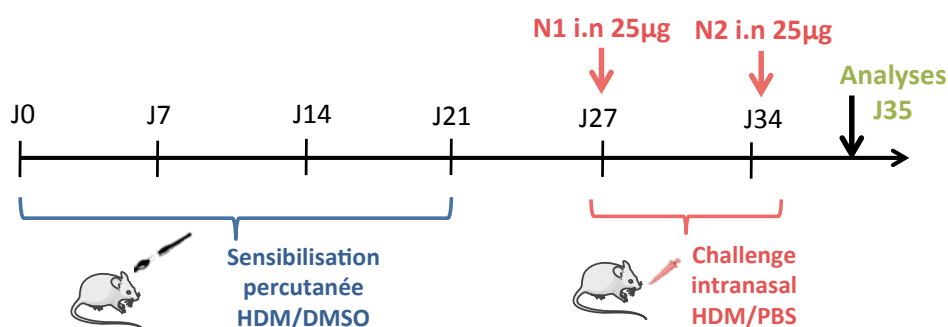 N1 i.n 25µg
N2 i.n 25µg
Analyses
J35
J0
J7
J14
J21
J27
J34
Sensibilisation
percutanée
HDM/DMSO
Challenge
intranasal
HDM/PBS